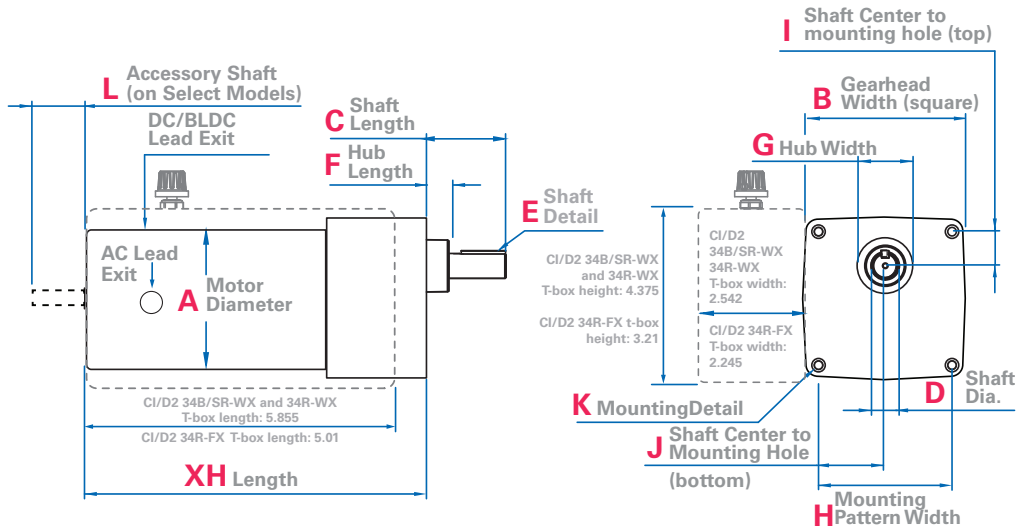 L Accessory Shaft
(on Select Models)
DC/BLDC
Lead Exit
C Shaft
Length
F Hub
Length
E Shaft
Detail
AC Lead
Exit
A Motor
Diameter
CI/D2 34B/SR-WX and 34R-WX
T-box length: 5.855
CI/D2 34R-FX T-box length: 5.01
XH Length
I Shaft Center to
mounting hole (top)
B Gearhead
Width (square)
G Hub Width
CI/D2 34B/SR-WX
and 34R-WX
T-box height: 4.375
CI/D2 34R-FX t-box
height: 3.21
CI/D2
34B/SR-WX
34R-WX
T-box width:
2.542
CI/D2 34R-FX
T-box width:
2.245
D Shaft
Dia.
K MountingDetail
J Shaft Center to
Mounting Hole
(bottom)
H Mounting
Pattern Width